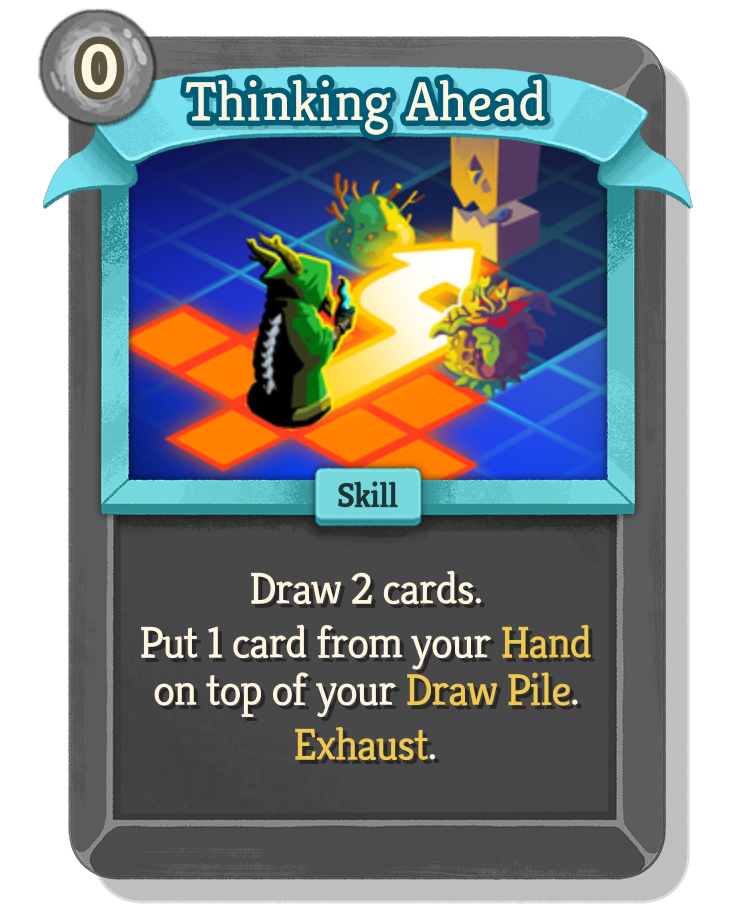 0
Thinking Ahead
Skill
Draw 2 cards.
Put 1 card from your Hand
on top of your Draw Pile.
Exhaust.